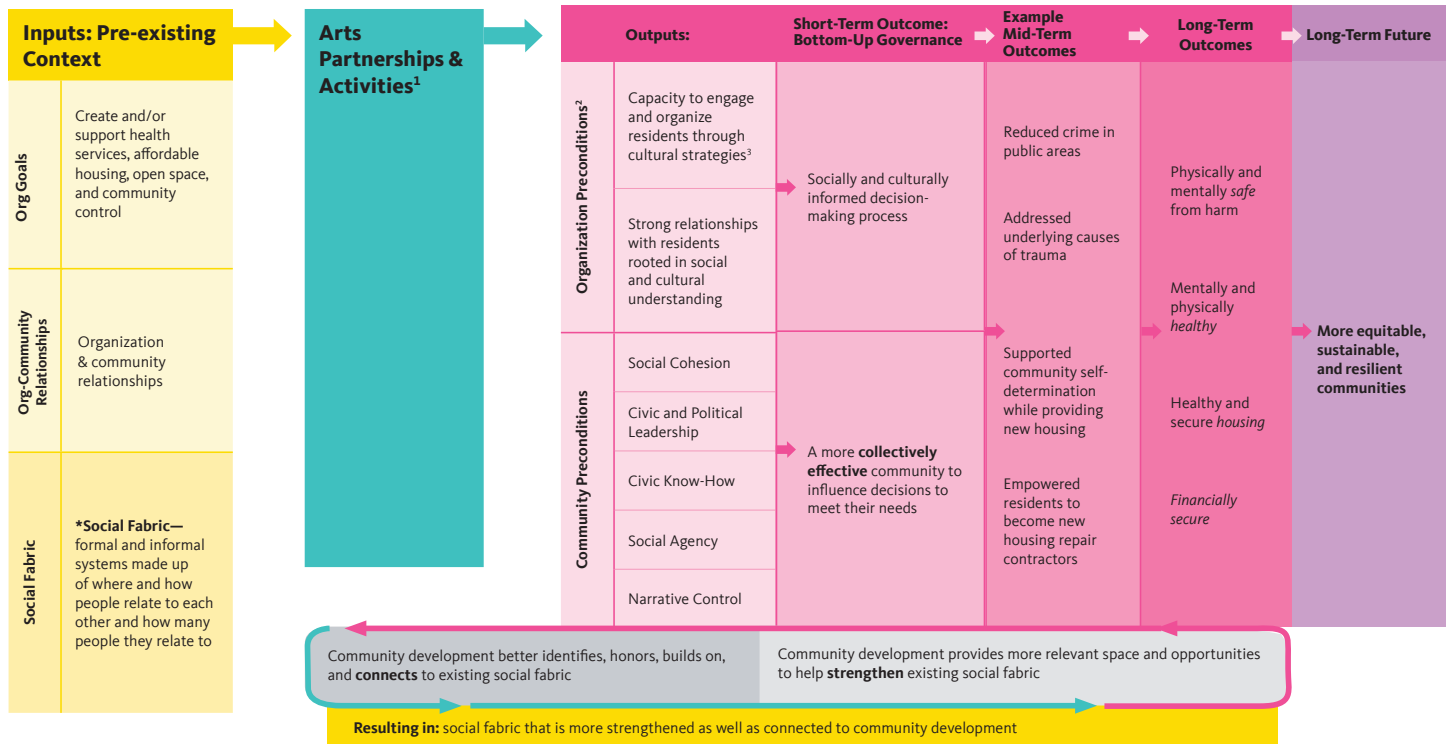 Inputs: Pre-existing
Context
Org Goals
Create and/or
support health
services, affordable
housing, open space,
and community
control
Org-Community
Relationships
Organization
& community
relationships
Social Fabric
*Social Fabric—
formal and informal
systems made up
of where and how
people relate to each
other and how many
people they relate to
Arts
Partnerships &
Activities¹
Outputs:
Organization Preconditions²
Capacity to engage
and organize
residents through
cultural strategies³
Strong relationships
with residents
rooted in social
and cultural
understanding
Community Preconditions
Social Cohesion
Civic and Political
Leadership
Civic Know-How
Social Agency
Narrative Control
Short-Term Outcome:
Bottom-Up Governance
Socially and culturally
informed decision-
making process
A more collectively
effective community to
influence decisions to
meet their needs
Example
Mid-Term
Outcomes
Reduced crime in
public areas
Addressed
underlying causes
of trauma
Supported
community self-
determination
while providing
new housing
Empowered
residents to
become new
housing repair
contractors
Long-Term
Outcomes
Physically and
mentally safe
from harm
Mentally and
physically
healthy
Healthy and
secure housing
Financially
secure
Long-Term Future
More equitable,
sustainable,
and resilient
communities
Community development better identifies, honors, builds on,
and connects to existing social fabric
Community development provides more relevant space and opportunities
to help strengthen existing social fabric
Resulting in: social fabric that is more strengthened as well as connected to community development